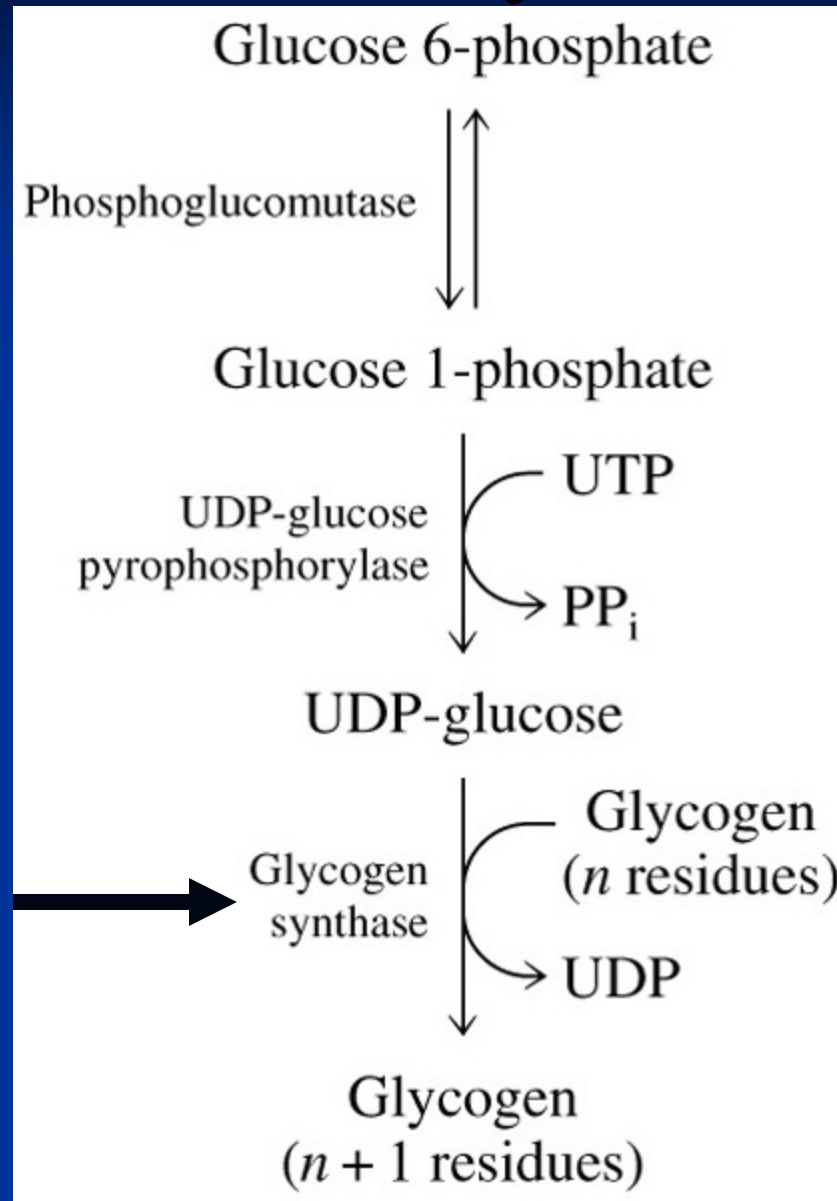 Glucose 6-phosphate
Phosphoglucomutase
Glucose 1-phosphate
UTP
UDP-glucose
pyrophosphorylase
PPi
UDP-glucose
Glycogen
(n residues)
Glycogen
synthase
UDP
Glycogen
(n + 1 residues)